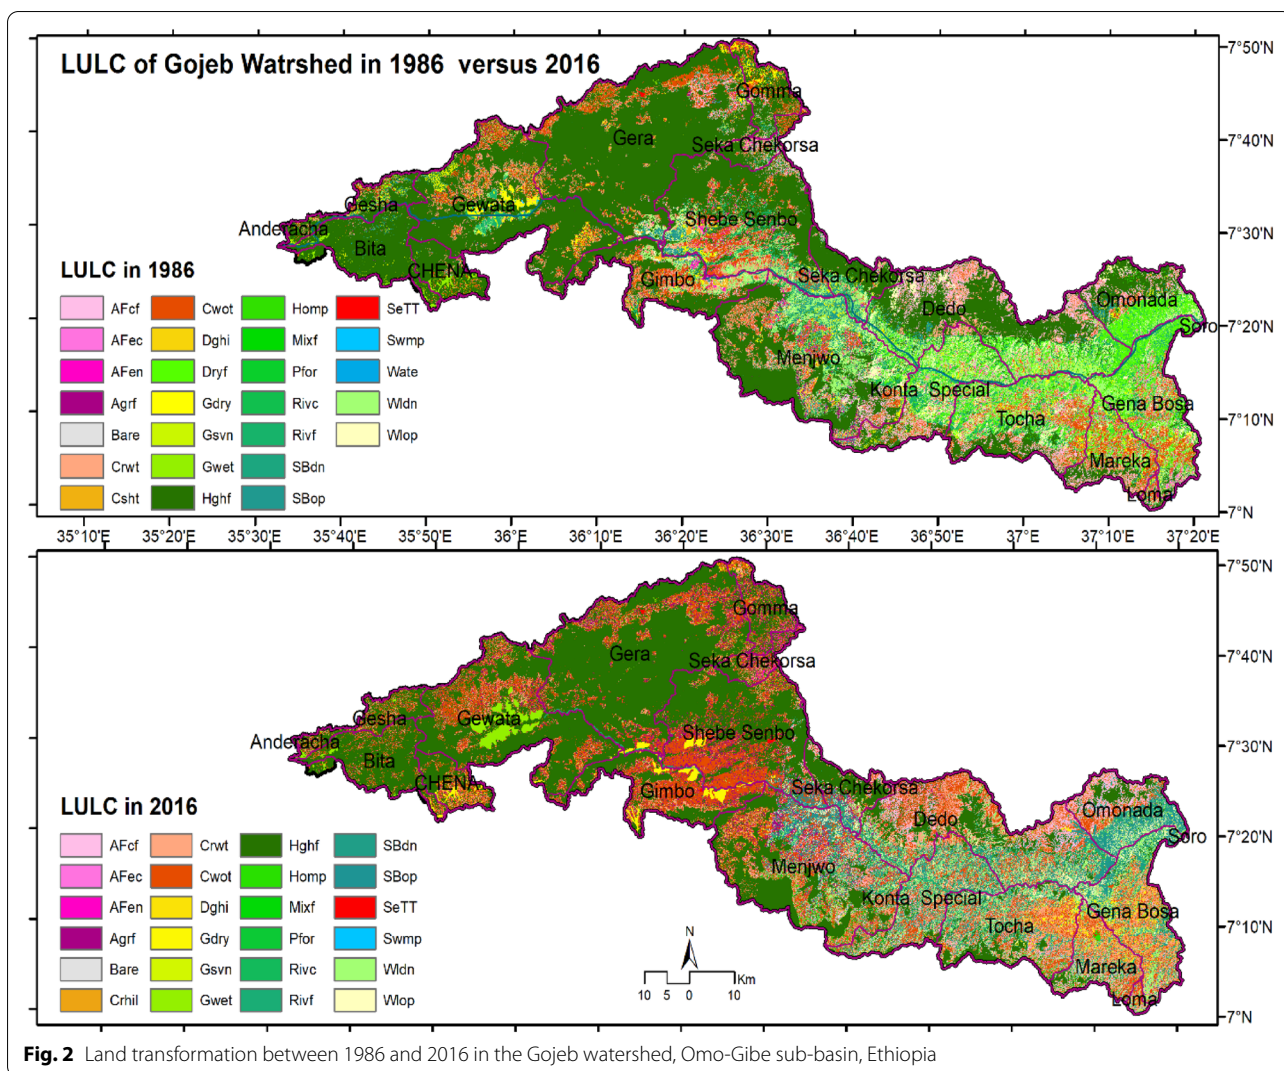 LULC of Gojeb Watrshed in 1986 versus 2016
7°50'N
Gomma
Gera
Seka Chekorsa
7°40'N
Gesha
Gewata
Anderacha
Bita
CHENA
Shebe Senbo
7°30'N
Gimbo
Seka Chekorsa
Dedo
Omonada
Soro
7°20'N
Menjwo
Konta Special
Tocha
Gena Bosa
7°10'N
Mareka
Loma
7°N
LULC in 1986
AFcf Cwot Homp SeTT
AFec Dghi Mixf Swmp
AFen Dryf Pfor Wate
Agrf Gdry Rivc Wldn
Bare Gsvn Rivf Wlop
Crwt Gwet SBdn
Csht Hghf SBop
35°10'E 35°20'E 35°30'E 35°40'E 35°50'E 36°E 36°10'E 36°20'E 36°30'E 36°40'E 36°50'E 37°E 37°10'E 37°20'E
7°50'N
Gomma
Gera
Seka Chekorsa
7°40'N
Gesha
Gewata
Anderacha
Bita
CHENA
Shebe Senbo
7°30'N
Gimbo
Seka Chekorsa
Dedo
Omonada
Soro
7°20'N
Menjwo
Konta Special
Tocha
Gena Bosa
7°10'N
Mareka
Loma
7°N
LULC in 2016
AFcf Crwt Hghf SBdn
AFec Cwot Homp SBop
AFen Dghi Mixf SeTT
Agrf Gdry Pfor Swmp
Bare Gsvn Rivc Wldn
Crhil Gwet Rivf Wlop
N
Km
10 5 0 10
Fig. 2 Land transformation between 1986 and 2016 in the Gojeb watershed, Omo-Gibe sub-basin, Ethiopia